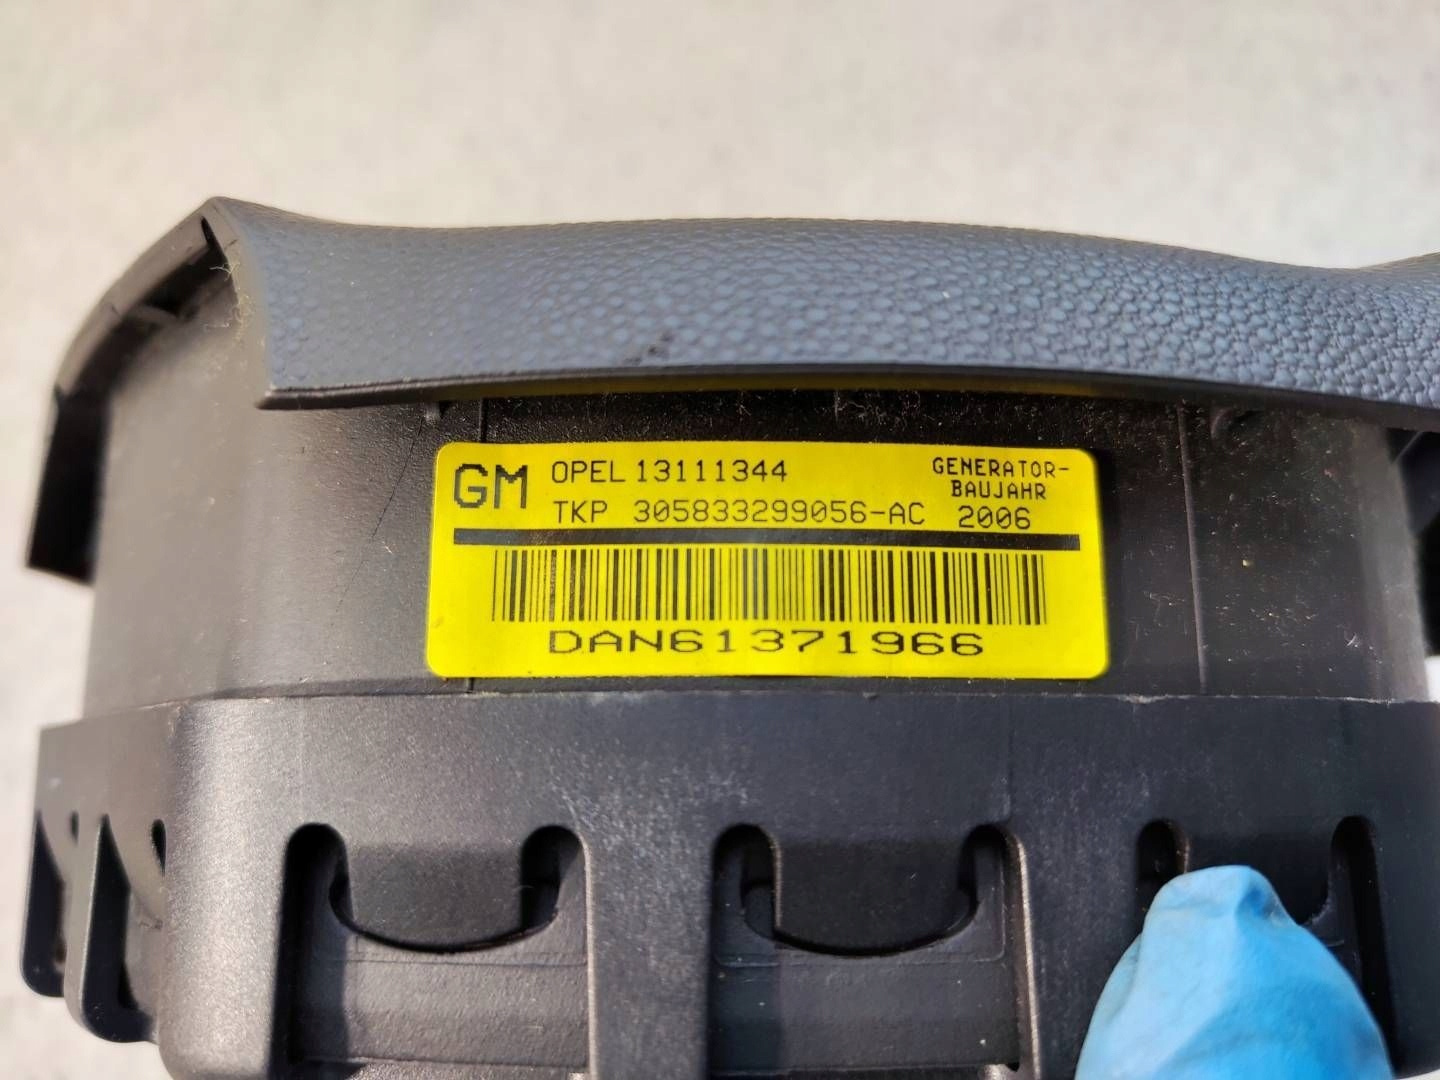 GM OPEL 13111344 GENERATOR-
BAUJAHR
TKP 305833299056-AC 2006
DAN61371966